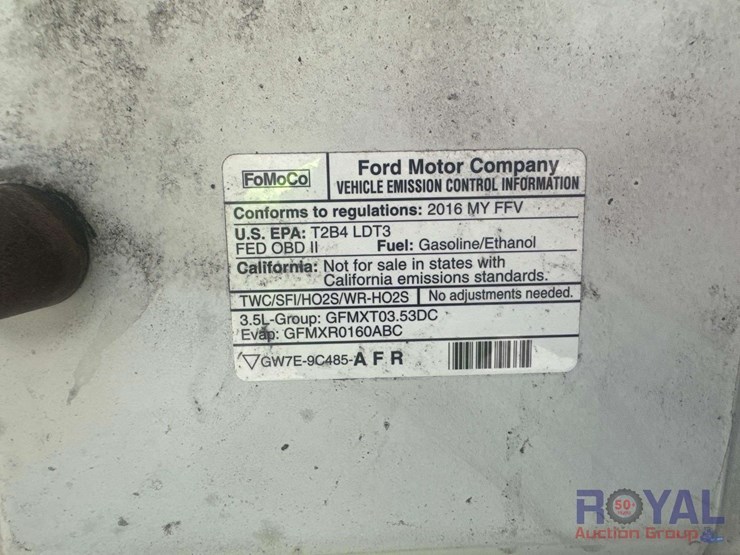 FoMoCo
Ford Motor Company
VEHICLE EMISSION CONTROL INFORMATION
Conforms to regulations: 2016 MY FFV
U.S. EPA: T2B4 LDT3
FED OBD II Fuel: Gasoline/Ethanol
California: Not for sale in states with
California emissions standards.
TWC/SFI/HO2S/WR-HO2S No adjustments needed.
3.5L-Group: GFMXT03.53DC
Evap: GFMXR0160ABC
GW7E-9C485-A F R
ROYAL
50
Auction Group